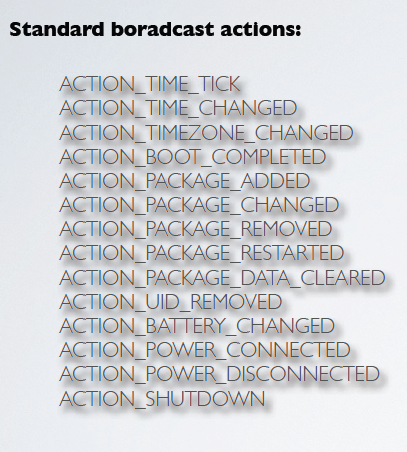 Standard boradcast actions:
ACTION_TIME_TICK
ACTION_TIME_CHANGED
ACTION_TIMEZONE_CHANGED
ACTION_BOOT_COMPLETED
ACTION_PACKAGE_ADDED
ACTION_PACKAGE_CHANGED
ACTION_PACKAGE_REMOVED
ACTION_PACKAGE_RESTARTED
ACTION_PACKAGE_DATA_CLEARED
ACTION_UID_REMOVED
ACTION_BATTERY_CHANGED
ACTION_POWER_CONNECTED
ACTION_POWER_DISCONNECTED
ACTION_SHUTDOWN